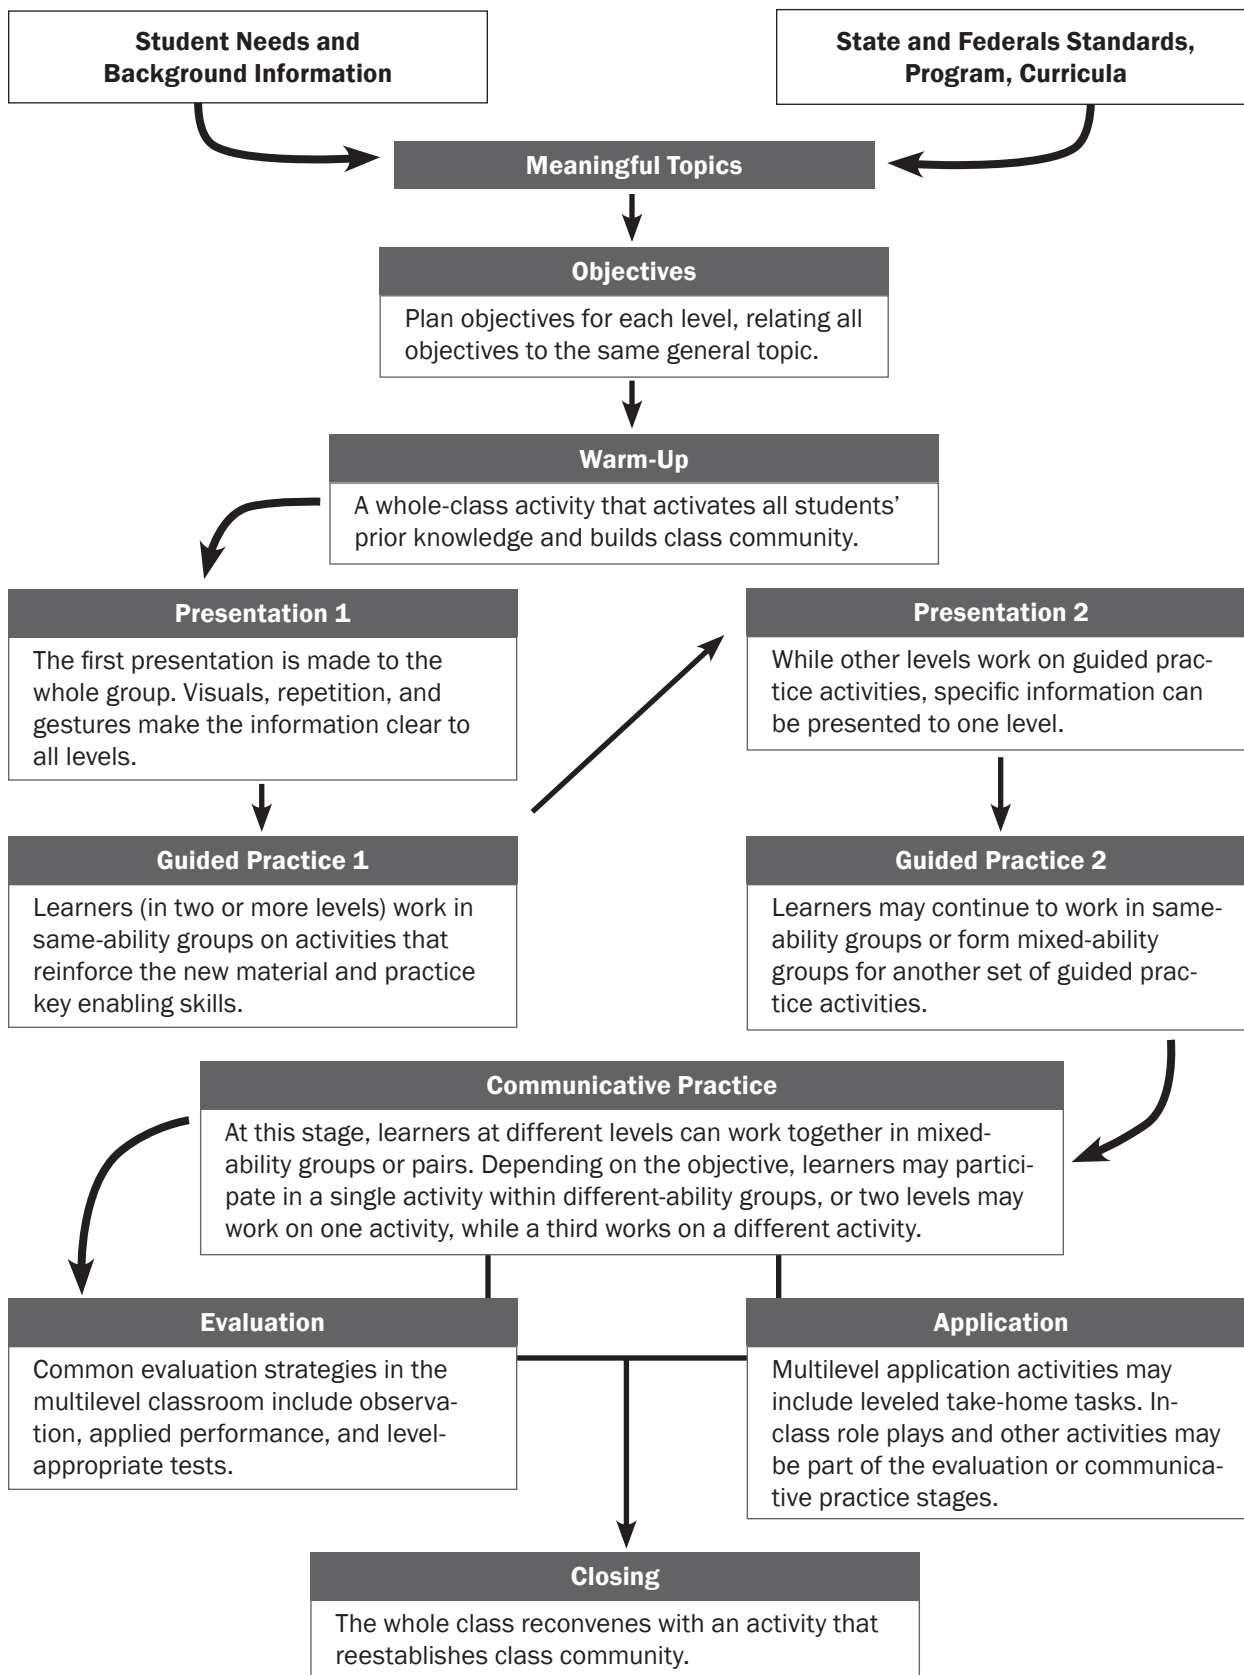 Student Needs and
Background Information
State and Federals Standards,
Program, Curricula
Meaningful Topics
Objectives
Plan objectives for each level, relating all
objectives to the same general topic.
Warm-Up
A whole-class activity that activates all students’
prior knowledge and builds class community.
Presentation 1
The first presentation is made to the
whole group. Visuals, repetition, and
gestures make the information clear to
all levels.
Guided Practice 1
Learners (in two or more levels) work in
same-ability groups on activities that
reinforce the new material and practice
key enabling skills.
Presentation 2
While other levels work on guided prac-
tice activities, specific information can
be presented to one level.
Guided Practice 2
Learners may continue to work in same-
ability groups or form mixed-ability
groups for another set of guided prac-
tice activities.
Communicative Practice
At this stage, learners at different levels can work together in mixed-
ability groups or pairs. Depending on the objective, learners may partici-
pate in a single activity within different-ability groups, or two levels may
work on one activity, while a third works on a different activity.
Evaluation
Common evaluation strategies in the
multilevel classroom include observa-
tion, applied performance, and level-
appropriate tests.
Application
Multilevel application activities may
include leveled take-home tasks. In-
class role plays and other activities may
be part of the evaluation or communica-
tive practice stages.
Closing
The whole class reconvenes with an activity that
reestablishes class community.